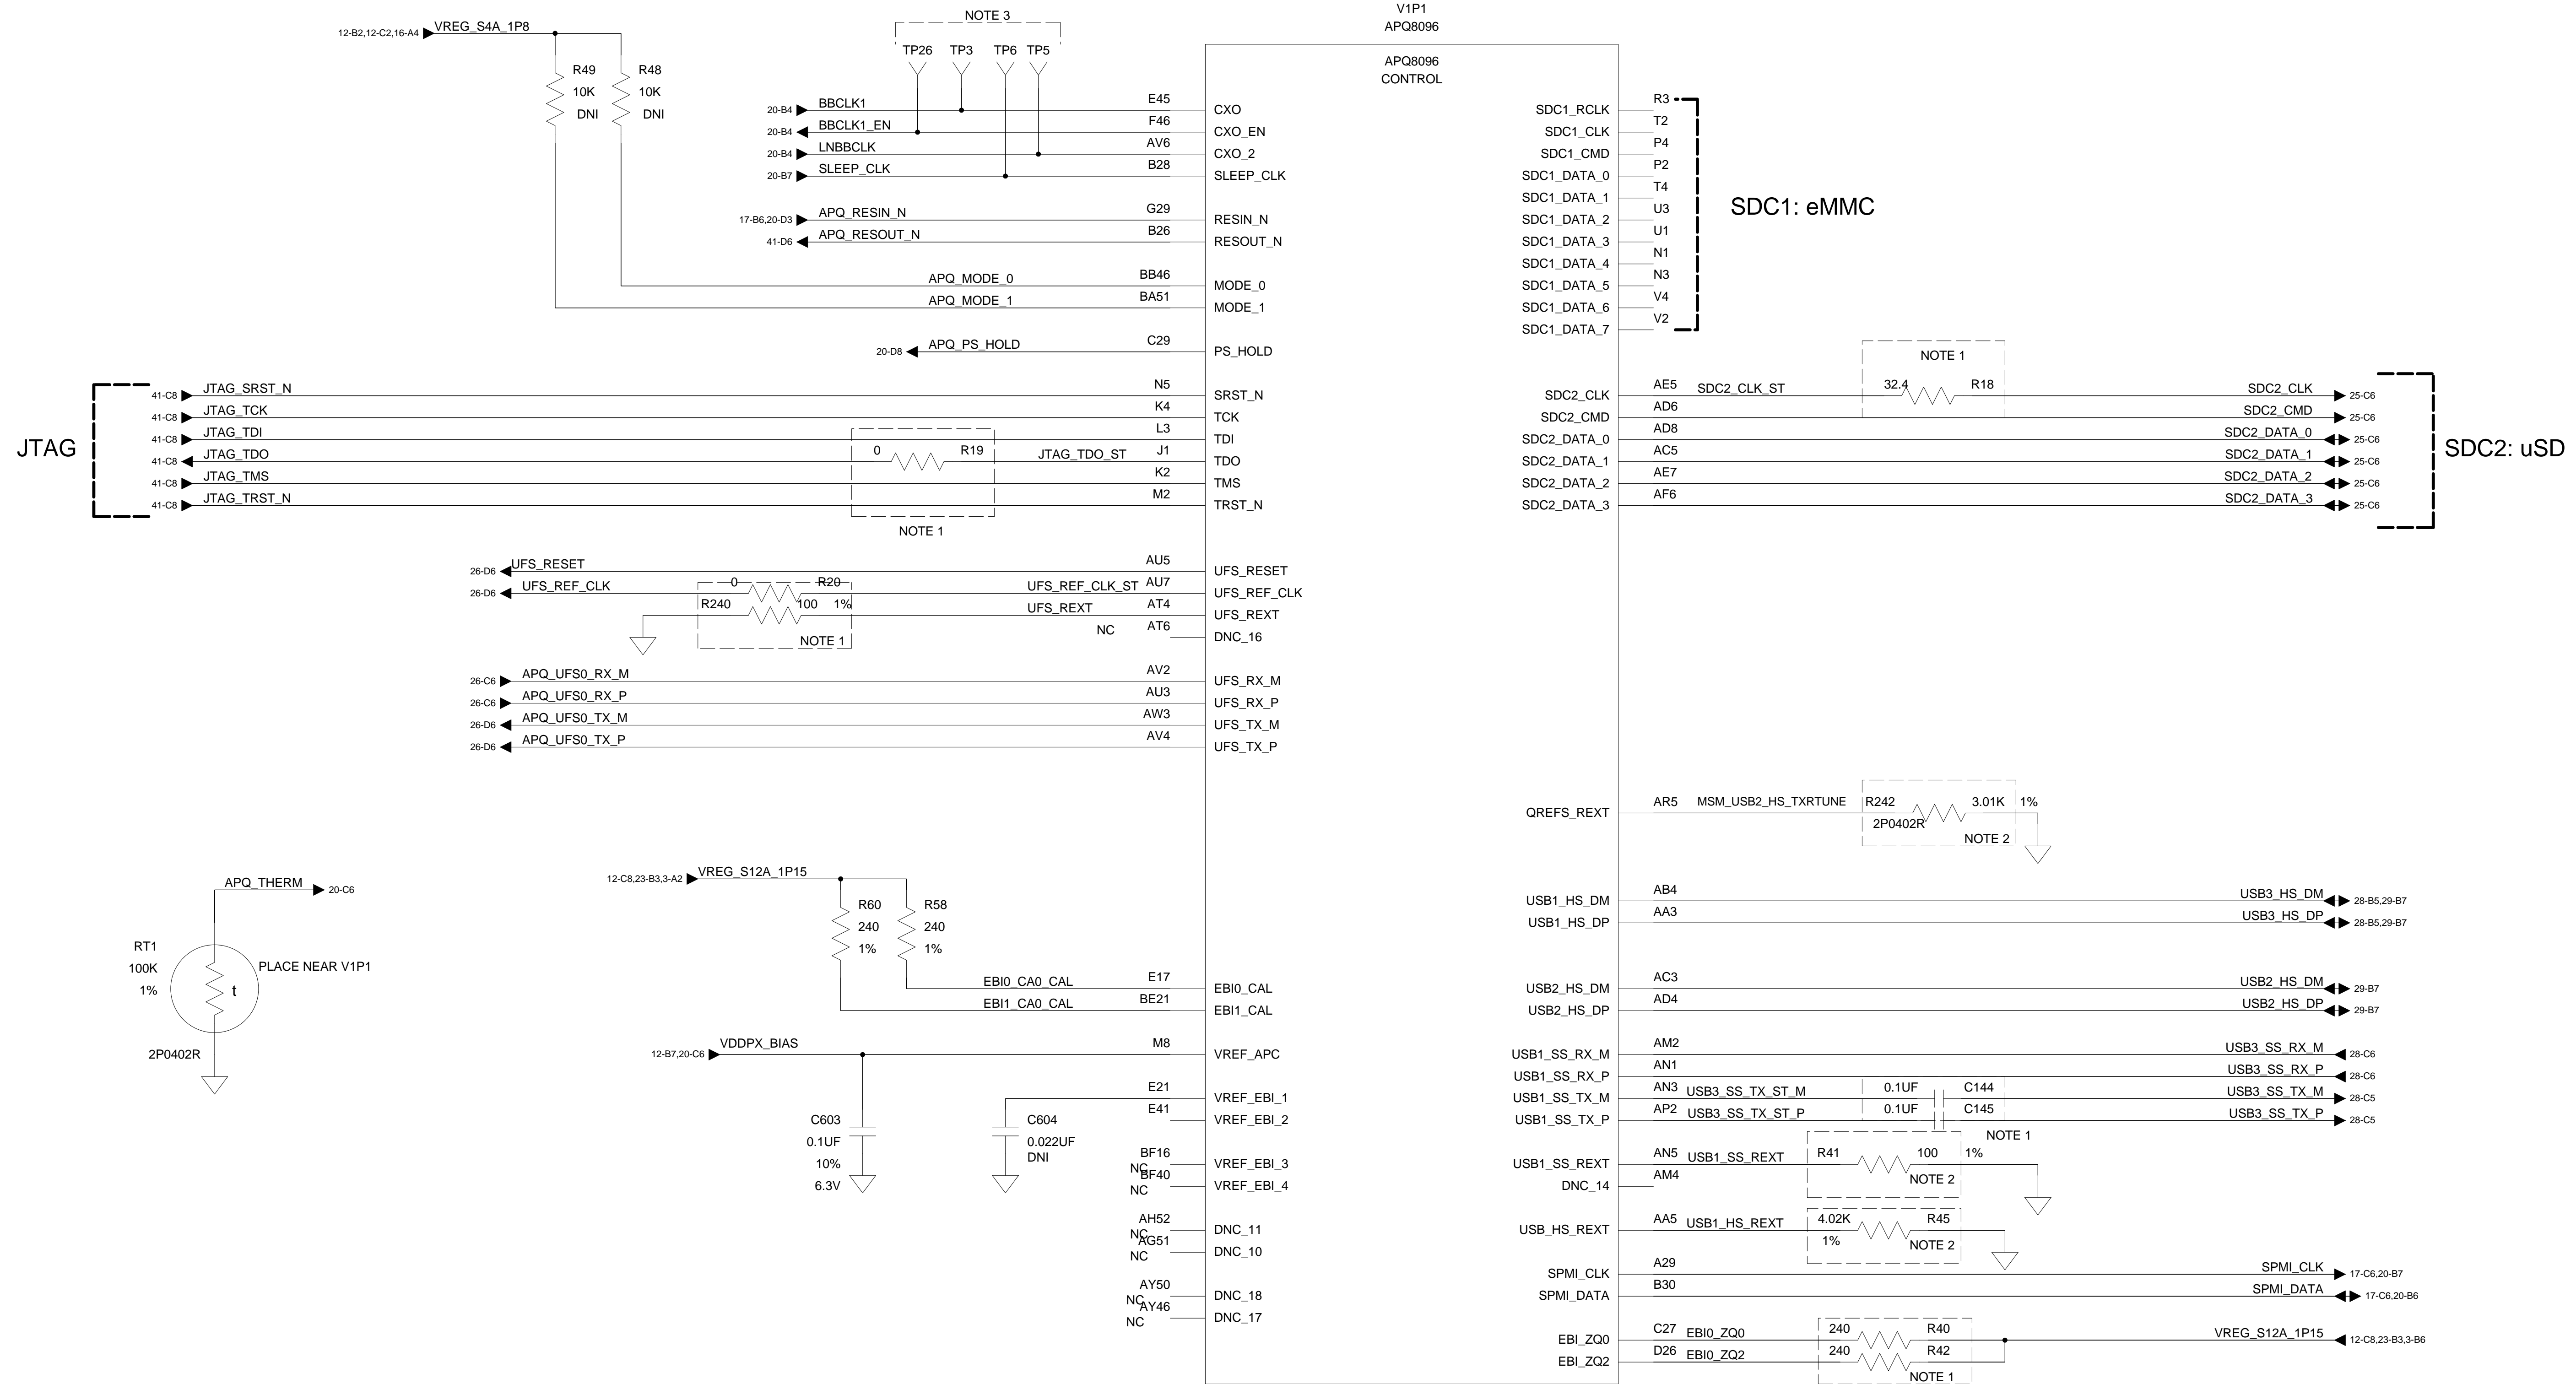 V1P1
APQ8096
APQ8096
CONTROL
NOTE 3
TP26 TP3 TP6 TP5
12-B2,12-C2,16-A4 VREG_S4A_1P8
R49
10K
DNI
R48
10K
DNI
20-B4 BBCLK1 E45 CXO
20-B4 BBCLK1_EN F46 CXO_EN
20-B4 LNBBCLK AV6 CXO_2
20-B7 SLEEP_CLK B28 SLEEP_CLK
17-B6,20-D3 APQ_RESIN_N G29 RESIN_N
41-D6 APQ_RESOUT_N B26 RESOUT_N
APQ_MODE_0 BB46 MODE_0
APQ_MODE_1 BA51 MODE_1
20-D8 APQ_PS_HOLD C29 PS_HOLD
JTAG
41-C8 JTAG_SRST_N N5 SRST_N
41-C8 JTAG_TCK K4 TCK
41-C8 JTAG_TDI L3 TDI
41-C8 JTAG_TDO 0 R19 JTAG_TDO_ST J1 TDO
41-C8 JTAG_TMS K2 TMS
41-C8 JTAG_TRST_N M2 TRST_N
NOTE 1
26-D6 UFS_RESET AU5 UFS_RESET
26-D6 UFS_REF_CLK 0 R20 UFS_REF_CLK_ST AU7 UFS_REF_CLK
R240 100 1% UFS_REXT AT4 UFS_REXT
NC AT6 DNC_16
NOTE 1
26-C6 APQ_UFS0_RX_M AV2 UFS_RX_M
26-C6 APQ_UFS0_RX_P AU3 UFS_RX_P
26-D6 APQ_UFS0_TX_M AW3 UFS_TX_M
26-D6 APQ_UFS0_TX_P AV4 UFS_TX_P
APQ_THERM 20-C6
RT1
100K
1%
t
PLACE NEAR V1P1
2P0402R
12-C8,23-B3,3-A2 VREG_S12A_1P15
R60
240
1%
R58
240
1%
EBI0_CA0_CAL E17 EBI0_CAL
EBI1_CA0_CAL BE21 EBI1_CAL
12-B7,20-C6 VDDPX_BIAS M8 VREF_APC
E21 VREF_EBI_1
E41 VREF_EBI_2
C603
0.1UF
10%
6.3V
C604
0.022UF
DNI
BF16 NC VREF_EBI_3
BF40 NC VREF_EBI_4
AH52 NC DNC_11
AG51 NC DNC_10
AY50 NC DNC_18
AY46 NC DNC_17
SDC1_RCLK R3
SDC1_CLK T2
SDC1_CMD P4
SDC1_DATA_0 P2
SDC1_DATA_1 T4
SDC1_DATA_2 U3
SDC1_DATA_3 U1
SDC1_DATA_4 N1
SDC1_DATA_5 N3
SDC1_DATA_6 V4
SDC1_DATA_7 V2
SDC1: eMMC
NOTE 1
SDC2_CLK AE5 SDC2_CLK_ST 32.4 R18 SDC2_CLK 25-C6
SDC2_CMD AD6 SDC2_CMD 25-C6
SDC2_DATA_0 AD8 SDC2_DATA_0 25-C6
SDC2_DATA_1 AC5 SDC2_DATA_1 25-C6
SDC2_DATA_2 AE7 SDC2_DATA_2 25-C6
SDC2_DATA_3 AF6 SDC2_DATA_3 25-C6
SDC2: uSD
QREFS_REXT AR5 MSM_USB2_HS_TXRTUNE R242 3.01K 1%
2P0402R
NOTE 2
USB1_HS_DM AB4 USB3_HS_DM 28-B5,29-B7
USB1_HS_DP AA3 USB3_HS_DP 28-B5,29-B7
USB2_HS_DM AC3 USB2_HS_DM 29-B7
USB2_HS_DP AD4 USB2_HS_DP 29-B7
USB1_SS_RX_M AM2 USB3_SS_RX_M 28-C6
USB1_SS_RX_P AN1 USB3_SS_RX_P 28-C6
USB1_SS_TX_M AN3 USB3_SS_TX_ST_M 0.1UF C144 USB3_SS_TX_M 28-C5
USB1_SS_TX_P AP2 USB3_SS_TX_ST_P 0.1UF C145 USB3_SS_TX_P 28-C5
NOTE 1
USB1_SS_REXT AN5 USB1_SS_REXT R41 100 1%
DNC_14 AM4
NOTE 2
USB_HS_REXT AA5 USB1_HS_REXT 4.02K R45
1%
NOTE 2
SPMI_CLK A29 SPMI_CLK 17-C6,20-B7
SPMI_DATA B30 SPMI_DATA 17-C6,20-B6
EBI_ZQ0 C27 EBI0_ZQ0 240 R40 VREG_S12A_1P15 12-C8,23-B3,3-B6
EBI_ZQ2 D26 EBI0_ZQ2 240 R42
NOTE 1